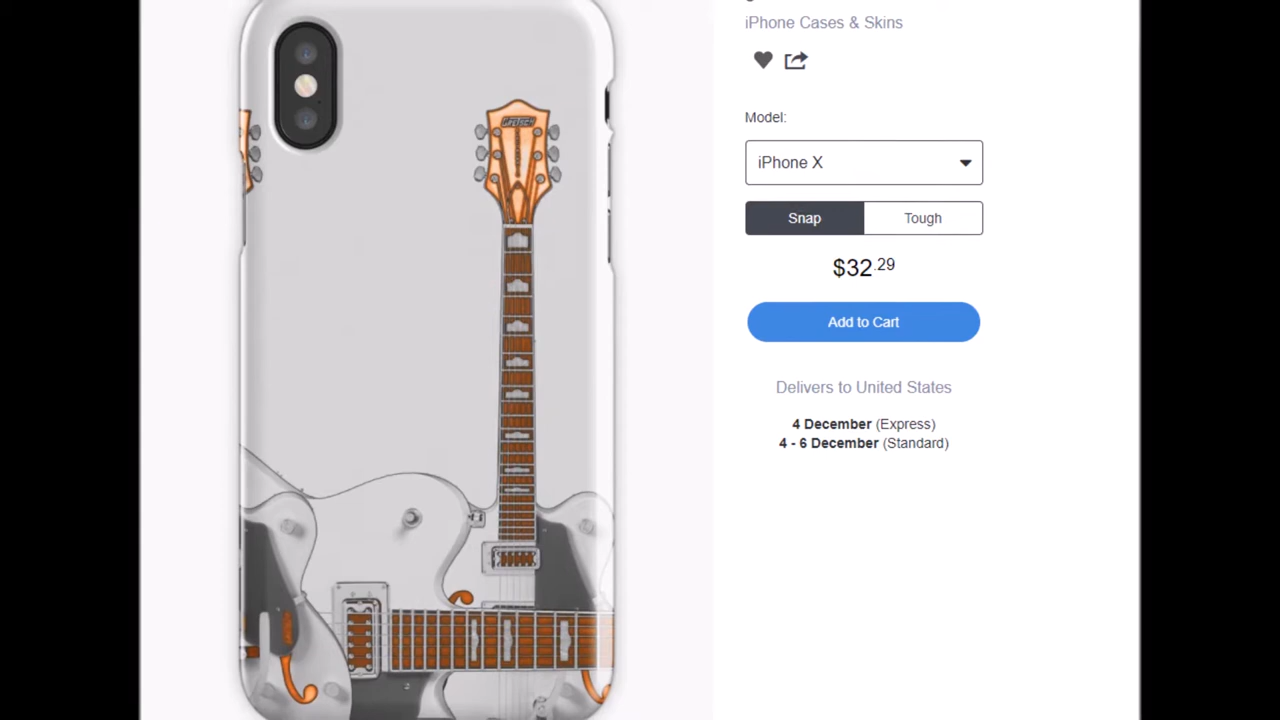 iPhone Cases & Skins
Model:
iPhone X
Snap Tough
$32.29
Add to Cart
Delivers to United States
4 December (Express)
4 - 6 December (Standard)
GRETSCH